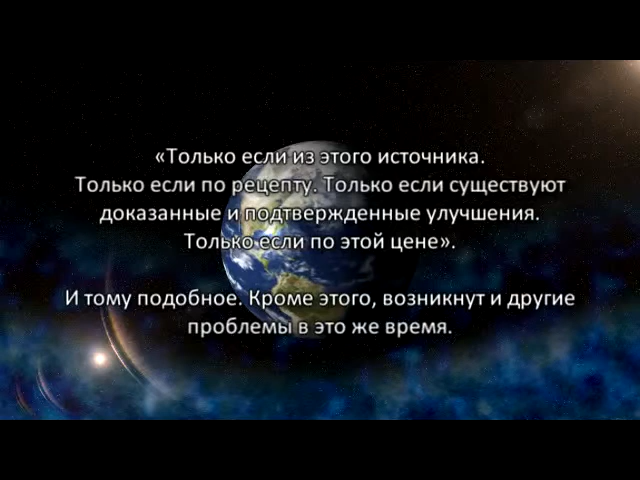 «Только если из этого источника.
Только если по рецепту. Только если существуют
доказанные и подтвержденные улучшения.
Только если по этой цене».
И тому подобное. Кроме этого, возникнут и другие
проблемы в это же время.